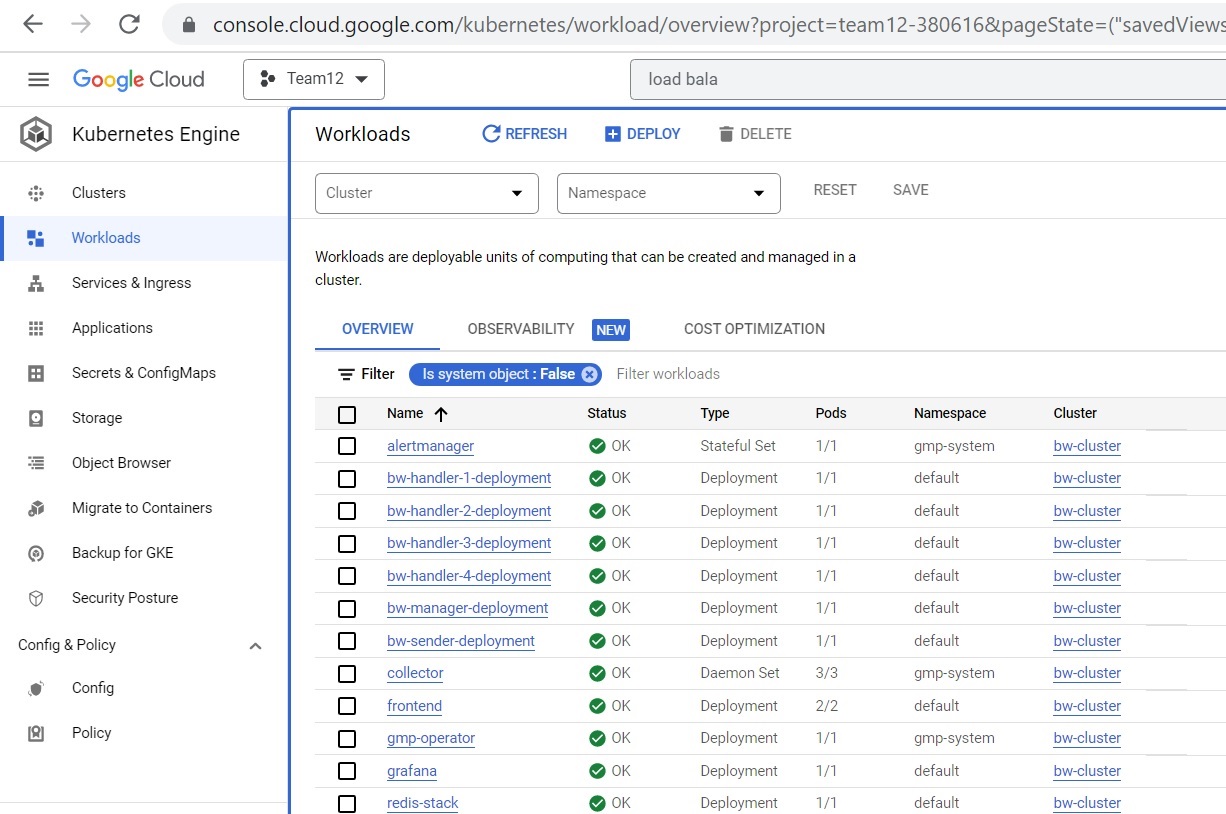 console.cloud.google.com/kubernetes/workload/overview?project=team12-380616&pageState=("savedViews
Google Cloud Team12 load bala
Kubernetes Engine
Clusters
Workloads
Services & Ingress
Applications
Secrets & ConfigMaps
Storage
Object Browser
Migrate to Containers
Backup for GKE
Security Posture
Config & Policy
Config
Policy
Workloads REFRESH DEPLOY DELETE
Cluster Namespace RESET SAVE
Workloads are deployable units of computing that can be created and managed in a
cluster.
OVERVIEW OBSERVABILITY NEW COST OPTIMIZATION
Filter Is system object : False Filter workloads
Name Status Type Pods Namespace Cluster
alertmanager OK Stateful Set 1/1 gmp-system bw-cluster
bw-handler-1-deployment OK Deployment 1/1 default bw-cluster
bw-handler-2-deployment OK Deployment 1/1 default bw-cluster
bw-handler-3-deployment OK Deployment 1/1 default bw-cluster
bw-handler-4-deployment OK Deployment 1/1 default bw-cluster
bw-manager-deployment OK Deployment 1/1 default bw-cluster
bw-sender-deployment OK Deployment 1/1 default bw-cluster
collector OK Daemon Set 3/3 gmp-system bw-cluster
frontend OK Deployment 2/2 default bw-cluster
gmp-operator OK Deployment 1/1 gmp-system bw-cluster
grafana OK Deployment 1/1 default bw-cluster
redis-stack OK Deployment 1/1 default bw-cluster